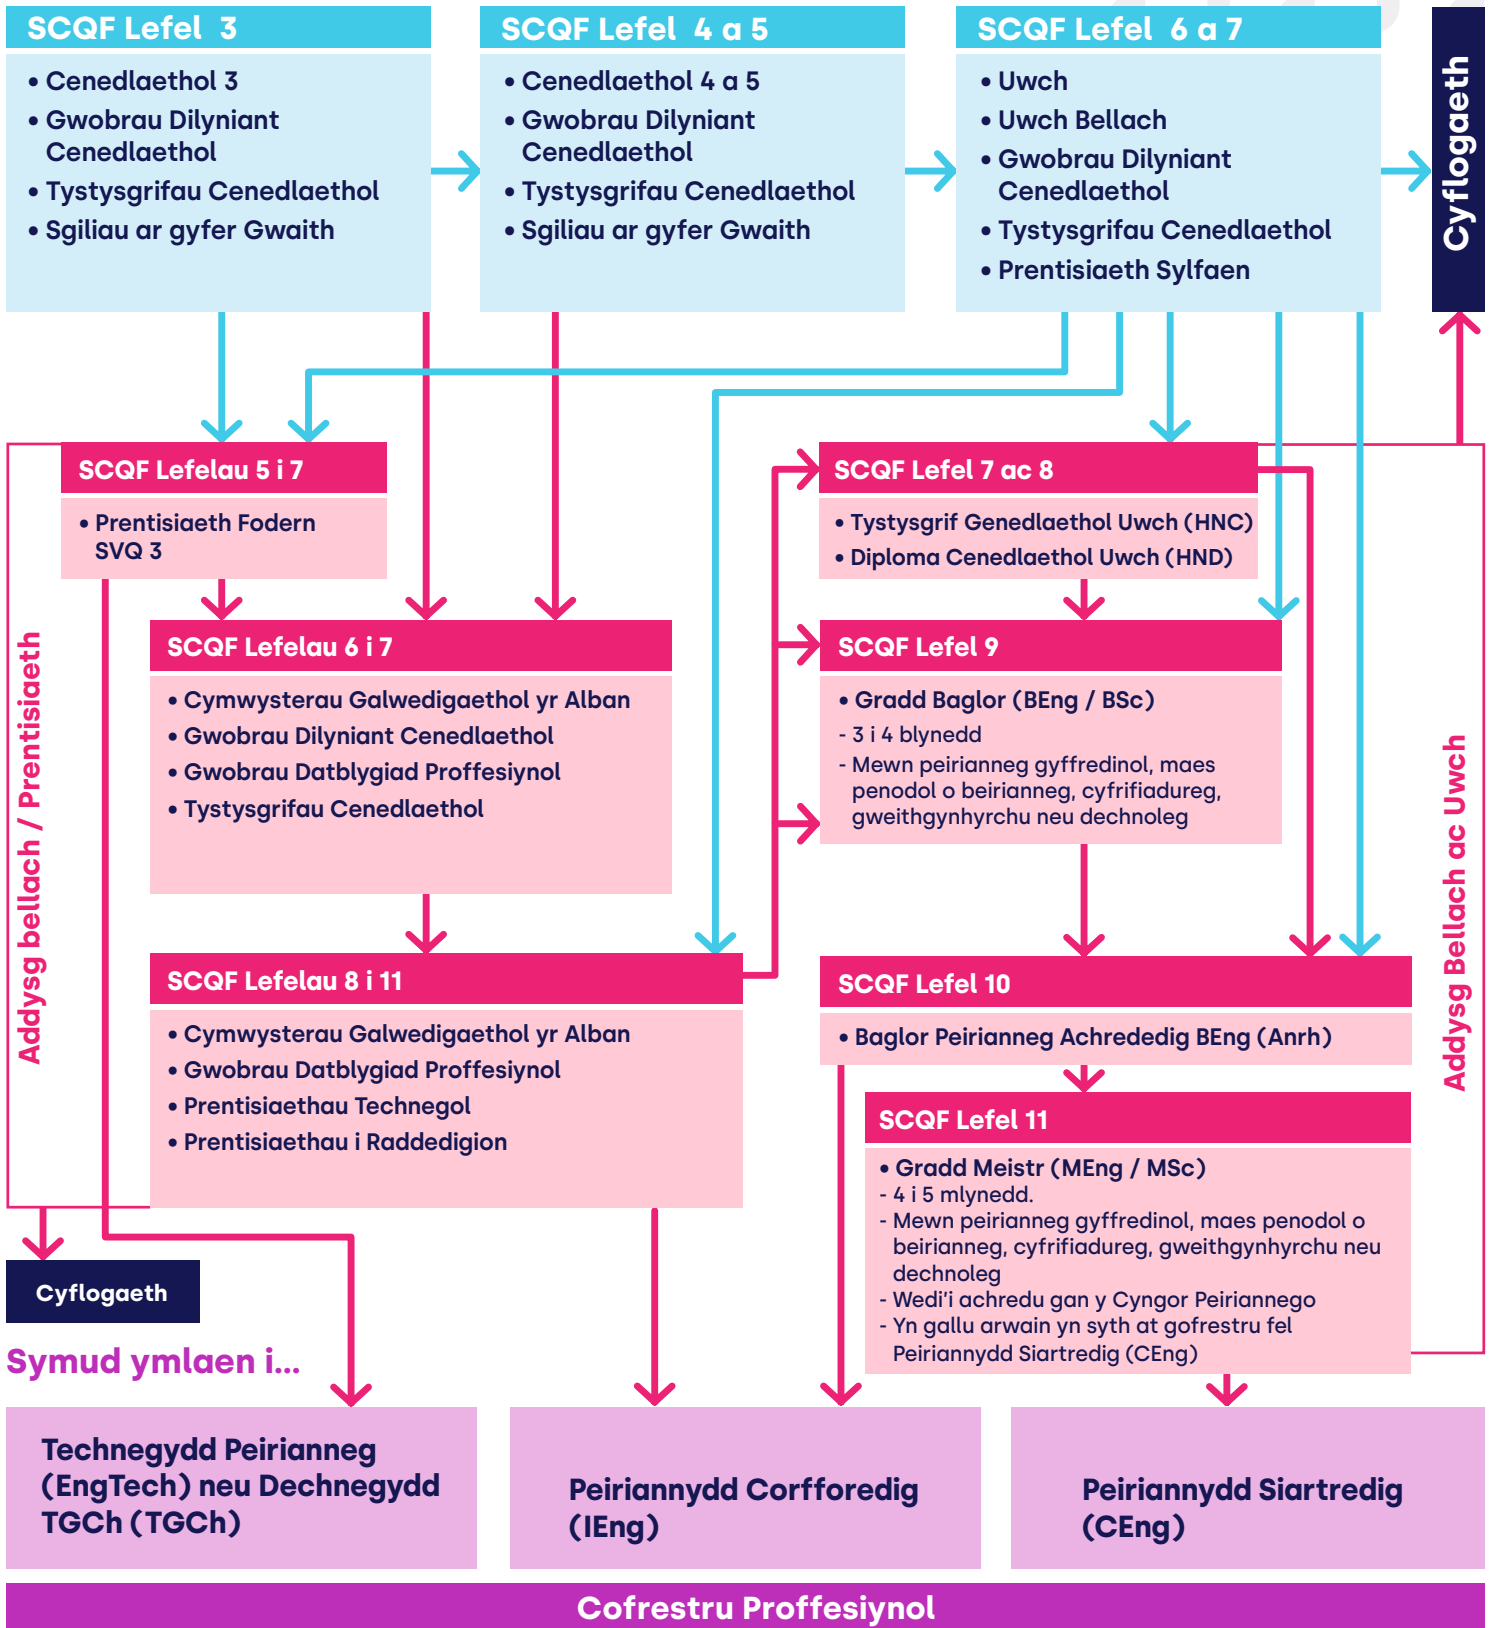 SCQF Lefel 3
• Cenedlaethol 3
• Gwobrau Dilyniant
Cenedlaethol
• Tystysgrifau Cenedlaethol
• Sgiliau ar gyfer Gwaith
SCQF Lefel 4 a 5
• Cenedlaethol 4 a 5
• Gwobrau Dilyniant
Cenedlaethol
• Tystysgrifau Cenedlaethol
• Sgiliau ar gyfer Gwaith
SCQF Lefel 6 a 7
• Uwch
• Uwch Bellach
• Gwobrau Dilyniant
Cenedlaethol
• Tystysgrifau Cenedlaethol
• Prentisiaeth Sylfaen
Cyflogaeth
Addysg bellach / Prentisiaeth
SCQF Lefelau 5 i 7
• Prentisiaeth Fodern
SVQ 3
SCQF Lefelau 6 i 7
• Cymwysterau Galwedigaethol yr Alban
• Gwobrau Dilyniant Cenedlaethol
• Gwobrau Datblygiad Proffesiynol
• Tystysgrifau Cenedlaethol
SCQF Lefelau 8 i 11
• Cymwysterau Galwedigaethol yr Alban
• Gwobrau Datblygiad Proffesiynol
• Prentisiaethau Technegol
• Prentisiaethau i Raddedigion
SCQF Lefel 7 ac 8
• Tystysgrif Genedlaethol Uwch (HNC)
• Diploma Cenedlaethol Uwch (HND)
SCQF Lefel 9
• Gradd Baglor (BEng / BSc)
- 3 i 4 blynedd
- Mewn peirianneg gyffredinol, maes
penodol o beirianneg, cyfrifiadureg,
gweithgynhyrchu neu dechnoleg
SCQF Lefel 10
• Baglor Peirianneg Achrededig BEng (Anrh)
SCQF Lefel 11
• Gradd Meistr (MEng / MSc)
- 4 i 5 mlynedd.
- Mewn peirianneg gyffredinol, maes penodol o
beirianneg, cyfrifiadureg, gweithgynhyrchu neu
dechnoleg
- Wedi'i achredu gan y Cyngor Peiriannego
- Yn gallu arwain yn syth at gofrestru fel
Peiriannydd Siartredig (CEng)
Addysg Bellach ac Uwch
Cyflogaeth
Symud ymlaen i...
Technegydd Peirianneg
(EngTech) neu Dechnegydd
TGCh (TGCh)
Peiriannydd Corfforedig
(IEng)
Peiriannydd Siartredig
(CEng)
Cofrestru Proffesiynol